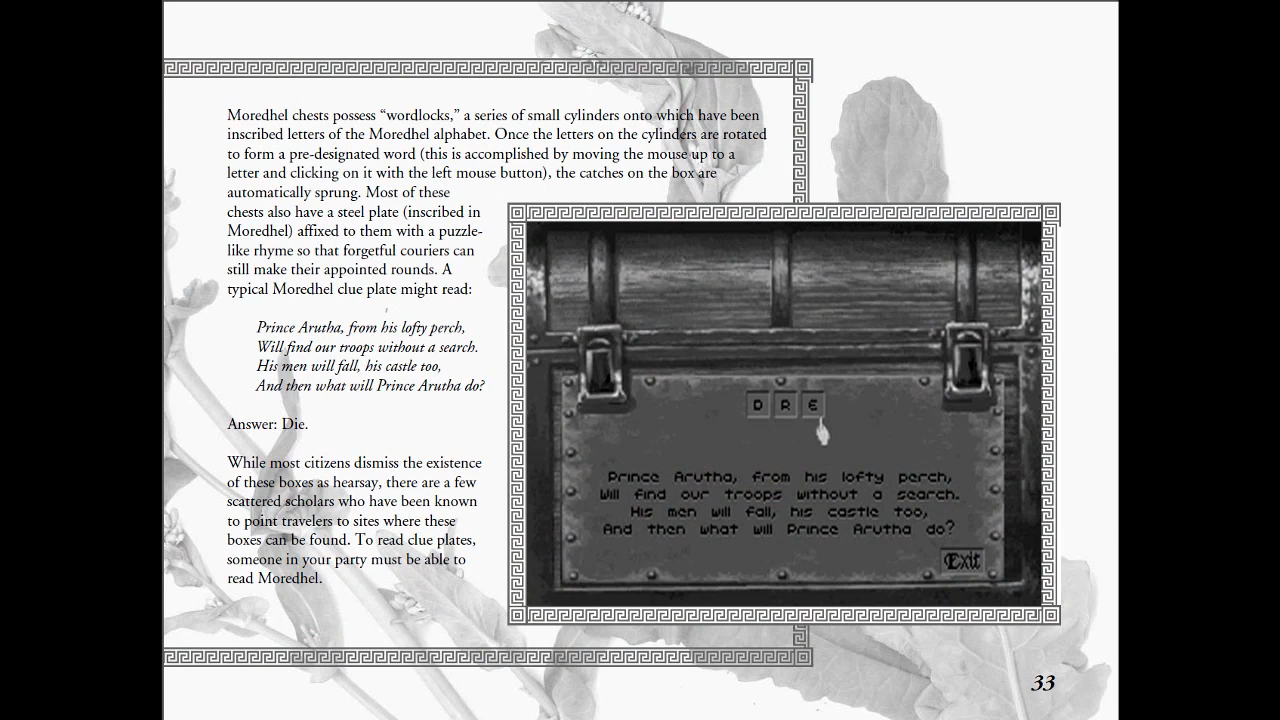 Moredhel chests possess “wordlocks,” a series of small cylinders onto which have been
inscribed letters of the Moredhel alphabet. Once the letters on the cylinders are rotated
to form a pre-designated word (this is accomplished by moving the mouse up to a
letter and clicking on it with the left mouse button), the catches on the box are
automatically sprung. Most of these
chests also have a steel plate (inscribed in
Moredhel) affixed to them with a puzzle-
like rhyme so that forgetful couriers can
still make their appointed rounds. A
typical Moredhel clue plate might read:
Prince Arutha, from his lofty perch,
Will find our troops without a search.
His men will fall, his castle too,
And then what will Prince Arutha do?
Answer: Die.
While most citizens dismiss the existence
of these boxes as hearsay, there are a few
scattered scholars who have been known
to point travelers to sites where these
boxes can be found. To read clue plates,
someone in your party must be able to
read Moredhel.
D R E
Prince Arutha, from his lofty perch,
Will find our troops without a search.
His men will fall, his castle too,
And then what will Prince Arutha do?
Exit
33